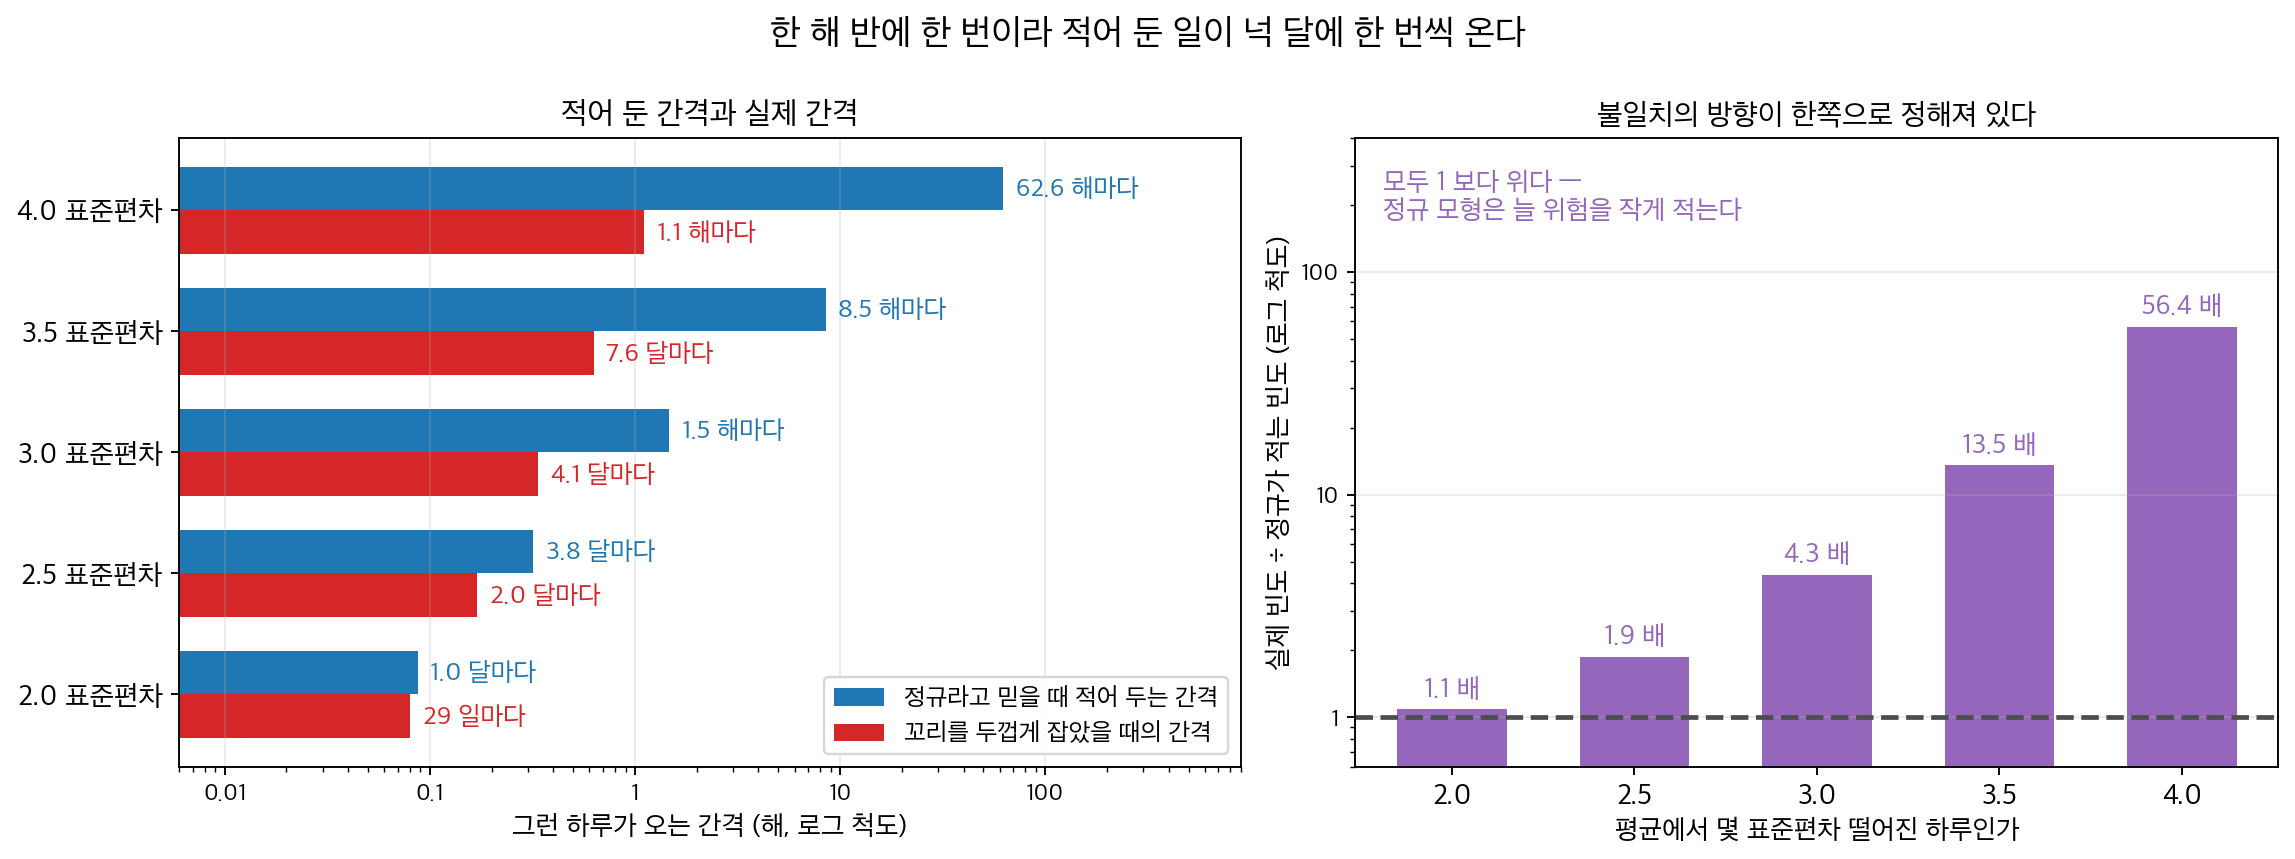 한 해 반에 한 번이라 적어 둔 일이 넉 달에 한 번씩 온다
적어 둔 간격과 실제 간격
4.0 표준편차
3.5 표준편차
3.0 표준편차
2.5 표준편차
2.0 표준편차
62.6 해마다
1.1 해마다
8.5 해마다
7.6 달마다
1.5 해마다
4.1 달마다
3.8 달마다
2.0 달마다
1.0 달마다
29 일마다
정규라고 믿을 때 적어 두는 간격
꼬리를 두껍게 잡았을 때의 간격
0.01
0.1
1
10
100
그런 하루가 오는 간격 (해, 로그 척도)
불일치의 방향이 한쪽으로 정해져 있다
실제 빈도 ÷ 정규가 적는 빈도 (로그 척도)
100
10
1
모두 1 보다 위다 —
정규 모형은 늘 위험을 작게 적는다
1.1 배
1.9 배
4.3 배
13.5 배
56.4 배
2.0
2.5
3.0
3.5
4.0
평균에서 몇 표준편차 떨어진 하루인가